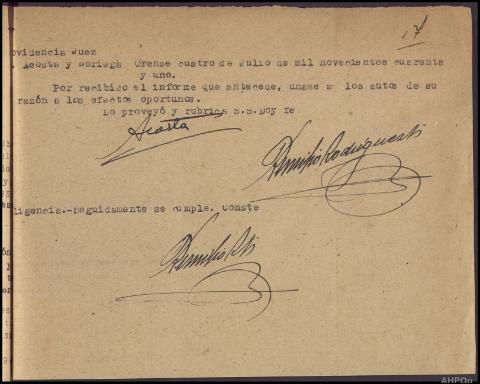 17
ovidencia Juez
. Acosta y Noriega Orense cuatro de Julio de mil novecientos cuarenta
y uno.
Por recibido el informe que antecede, unase a los autos de su
razón a los efectos oportunos.
Lo proveyó y rubrica S.S. Doy fe
Acosta
ligencia.-Seguidamente se cumple. Conste
AHPOu